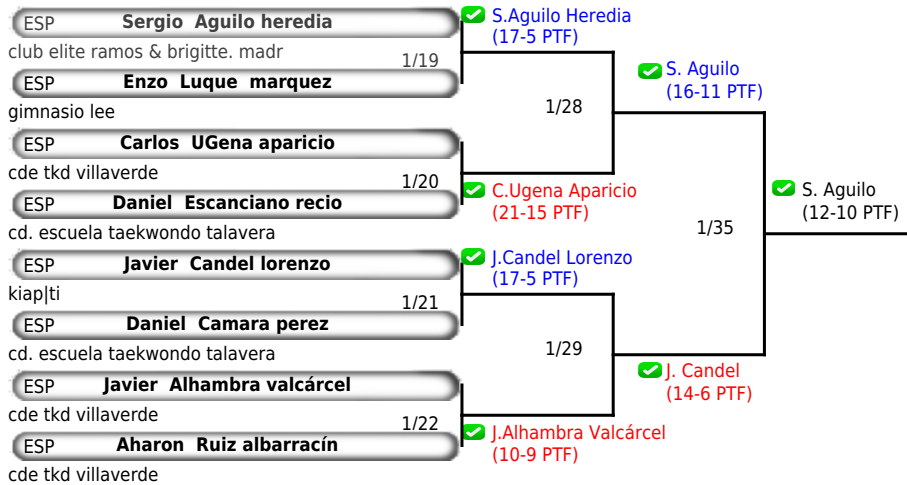 ESP Sergio Aguilo heredia
club elite ramos & brigitte. madr
1/19
ESP Enzo Luque marquez
gimnasio lee
S.Aguilo Heredia
(17-5 PTF)
ESP Carlos UGena aparicio
cde tkd villaverde
1/20
ESP Daniel Escanciano recio
cd. escuela taekwondo talavera
C.Ugena Aparicio
(21-15 PTF)
1/28
S. Aguilo
(16-11 PTF)
ESP Javier Candel lorenzo
kiap|ti
1/21
ESP Daniel Camara perez
cd. escuela taekwondo talavera
J.Candel Lorenzo
(17-5 PTF)
ESP Javier Alhambra valcárcel
cde tkd villaverde
1/22
ESP Aharon Ruiz albarracín
cde tkd villaverde
J.Alhambra Valcárcel
(10-9 PTF)
1/29
J. Candel
(14-6 PTF)
1/35
S. Aguilo
(12-10 PTF)